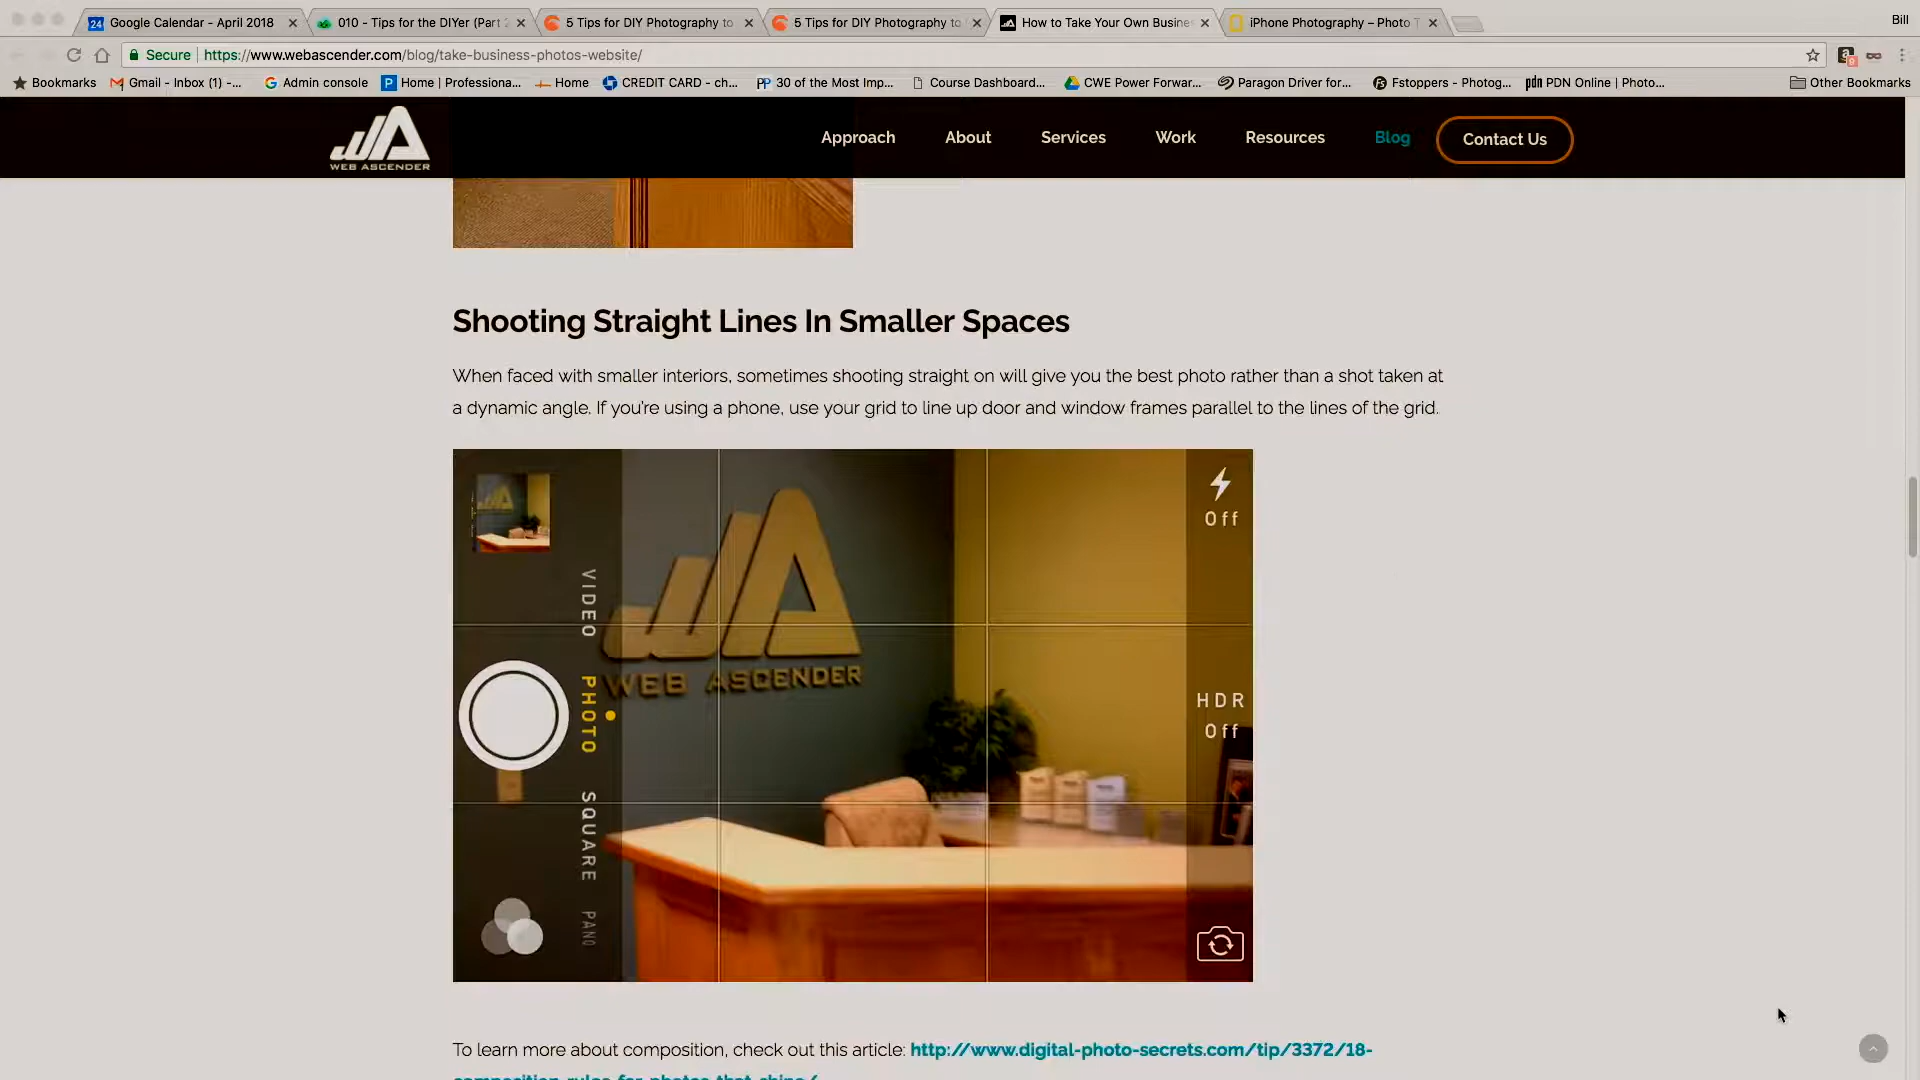 Google Calendar - April 2018
010 - Tips for the DIYer (Part 2
5 Tips for DIY Photography to
5 Tips for DIY Photography to
How to Take Your Own Busine
iPhone Photography – Photo T
Bill
Secure
https://www.webascender.com/blog/take-business-photos-website/
Bookmarks
Gmail - Inbox (1) -...
Admin console
Home | Professiona...
Home
CREDIT CARD - ch...
30 of the Most Imp...
Course Dashboard...
CWE Power Forwar...
Paragon Driver for...
Fstoppers - Photog...
PDN Online | Photo...
Other Bookmarks
WEB ASCENDER
Approach
About
Services
Work
Resources
Blog
Contact Us
Shooting Straight Lines In Smaller Spaces
When faced with smaller interiors, sometimes shooting straight on will give you the best photo rather than a shot taken at
a dynamic angle. If you're using a phone, use your grid to line up door and window frames parallel to the lines of the grid.
Off
VIDEO
PHOTO
WEB ASCENDER
HDR
Off
SQUARE
PANO
To learn more about composition, check out this article: http://www.digital-photo-secrets.com/tip/3372/18-
composition-rules-for-photos-that-shine/